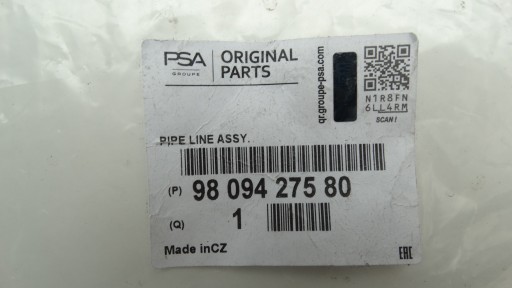 PSA
GROUPE
ORIGINAL
PARTS
qr.groupe-psa.com
N1R8FN
6LL4RM
SCAN!
PIPE LINE ASSY.
(P) 98 094 275 80
(Q) 1
Made inCZ
EAC